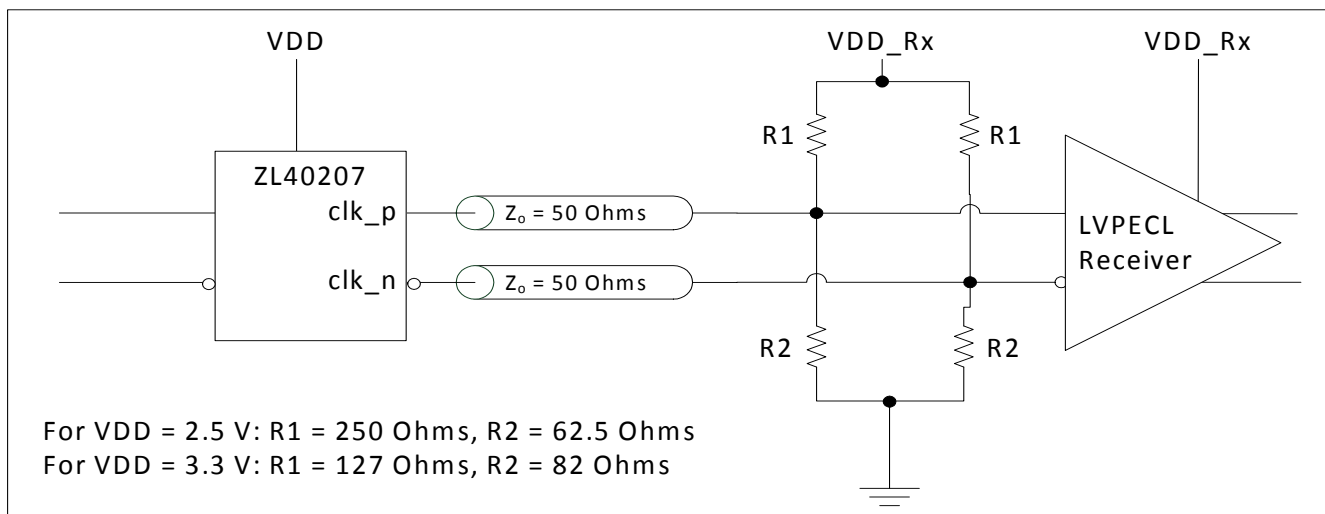 VDD
VDD_Rx
VDD_Rx
R1
R1
ZL40207
clk_p
Zo = 50 Ohms
LVPECL
Receiver
clk_n
Zo = 50 Ohms
R2
R2
For VDD = 2.5 V: R1 = 250 Ohms, R2 = 62.5 Ohms
For VDD = 3.3 V: R1 = 127 Ohms, R2 = 82 Ohms